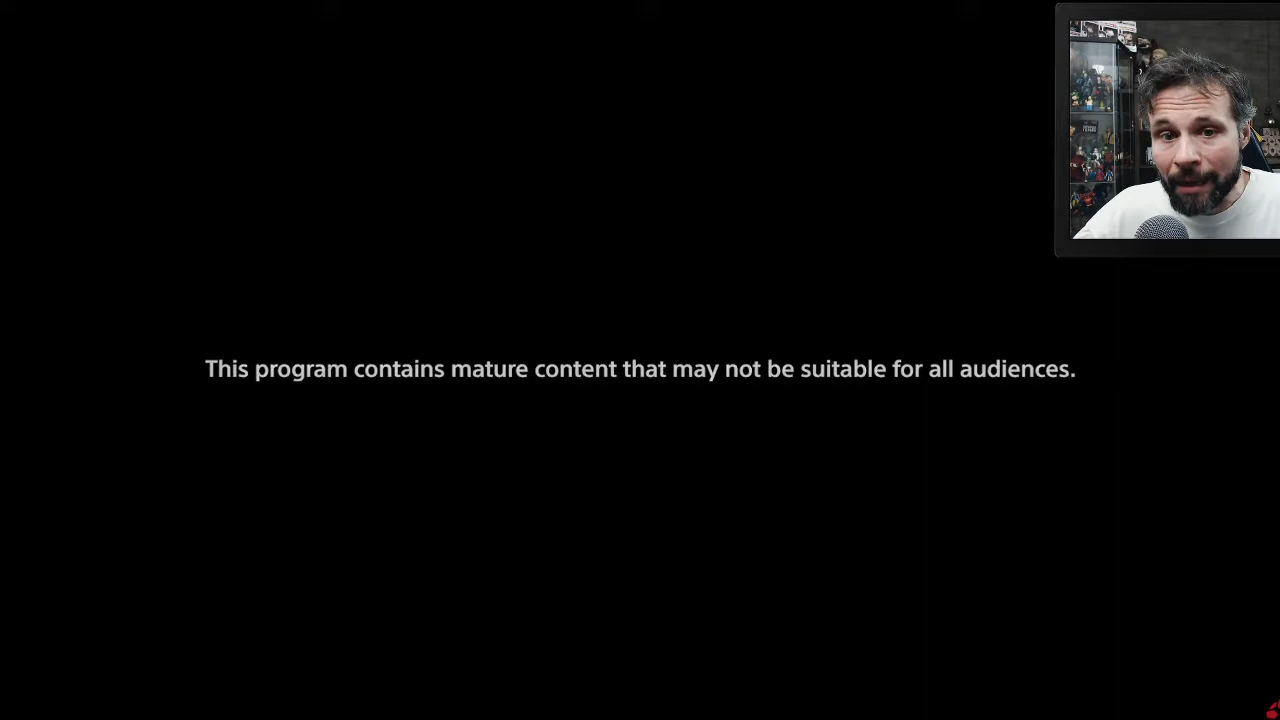 This program contains mature content that may not be suitable for all audiences.